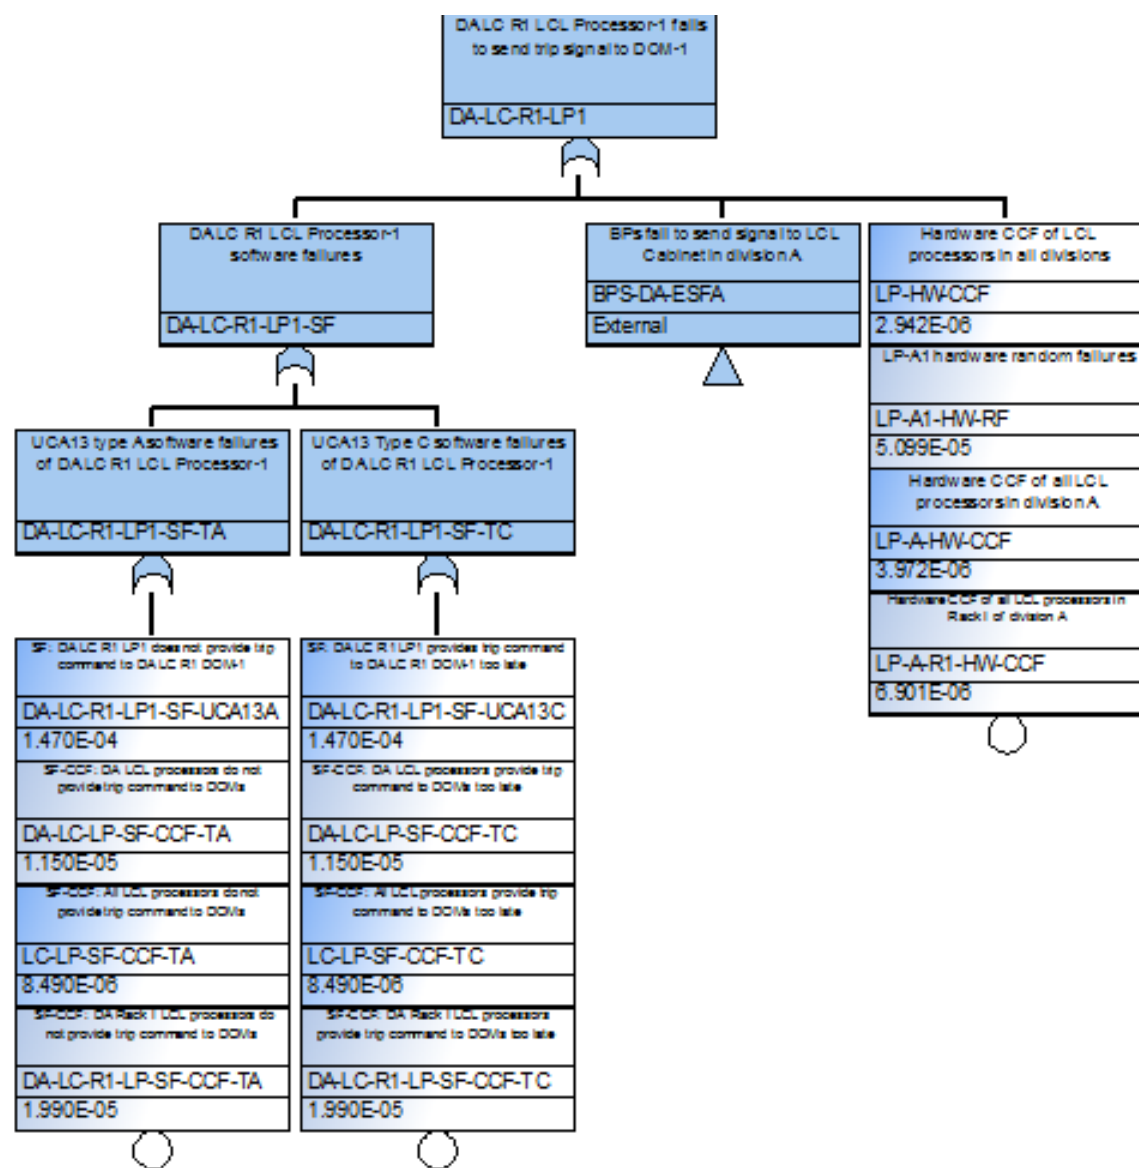 DALC R1 LCL Processor-1 fails
to send trip signal to DOM-1
DA-LC-R1-LP1
DALC R1 LCL Processor-1
software failures
DA-LC-R1-LP1-SF
BPs fail to send signal to LCL
Cabinet in division A
BPS-DA-ESFA
External
Hardware CCF of LCL
processors in all divisions
LP-HW-CCF
2.942E-06
LP-A1 hardware random failures
LP-A1-HW-RF
5.099E-05
Hardware CCF of all LCL
processors in division A
LP-A-HW-CCF
3.972E-06
Hardware CCF of all LCL processors in
Rack I of division A
LP-A-R1-HW-CCF
6.901E-06
UCA13 type A software failures
of DALC R1 LCL Processor-1
DA-LC-R1-LP1-SF-TA
UCA13 Type C software failures
of DALC R1 LCL Processor-1
DA-LC-R1-LP1-SF-TC
SF: DALC R1 LP1 does not provide trip
command to DALC R1 DOM-1
DA-LC-R1-LP1-SF-UCA13A
1.470E-04
SF-CCF: DA LCL processors do not
provide trip command to DOMs
DA-LC-LP-SF-CCF-TA
1.150E-05
SF-CCF: All LCL processors do not
provide trip command to DOMs
LC-LP-SF-CCF-TA
8.490E-06
SF-CCF: DA Rack I LCL processors do
not provide trip command to DOMs
DA-LC-R1-LP-SF-CCF-TA
1.990E-05
SF: DALC R1 LP1 provides trip command
to DALC R1 DOM-1 too late
DA-LC-R1-LP1-SF-UCA13C
1.470E-04
SF-CCF: DA LCL processors provide trip
command to DOMs too late
DA-LC-LP-SF-CCF-TC
1.150E-05
SF-CCF: All LCL processors provide trip
command to DOMs too late
LC-LP-SF-CCF-TC
8.490E-06
SF-CCF: DA Rack I LCL processors
provide trip command to DOMs too late
DA-LC-R1-LP-SF-CCF-TC
1.990E-05